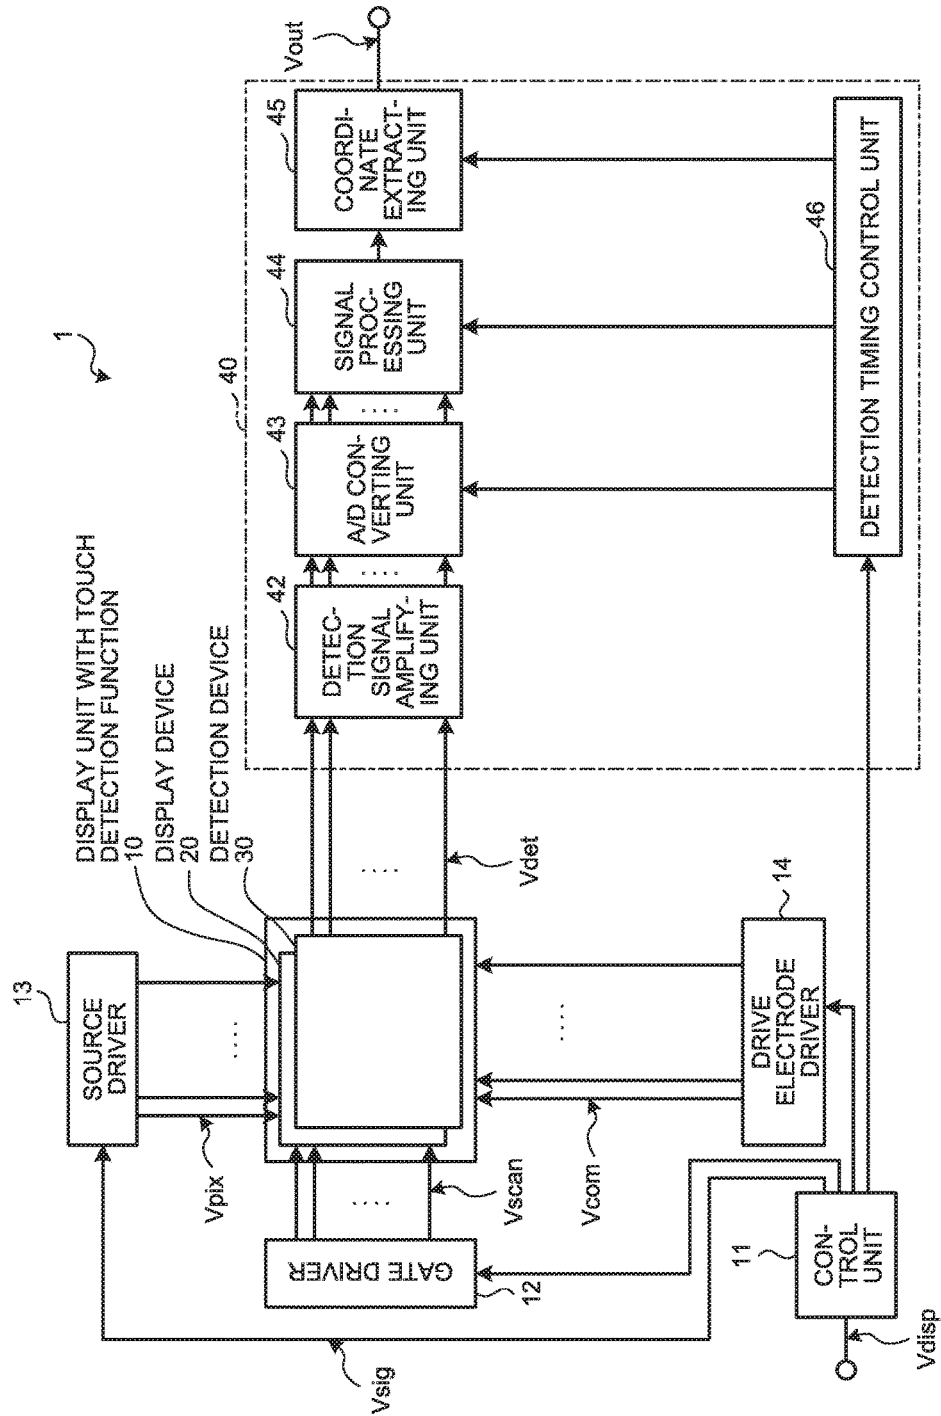 1
DISPLAY UNIT WITH TOUCH
DETECTION FUNCTION
10
DISPLAY DEVICE
20
DETECTION DEVICE
30
13
SOURCE
DRIVER
Vpix
Vsig
GATE DRIVER
12
Vscan
Vcom
Vdet
14
DRIVE
ELECTRODE
DRIVER
11
CON-
TROL
UNIT
Vdisp
40
42
DETEC-
TION
SIGNAL
AMPLIFY-
ING UNIT
43
A/D CON-
VERTING
UNIT
44
SIGNAL
PROC-
ESSING
UNIT
45
COORDI-
NATE
EXTRACT-
ING UNIT
Vout
46
DETECTION TIMING CONTROL UNIT